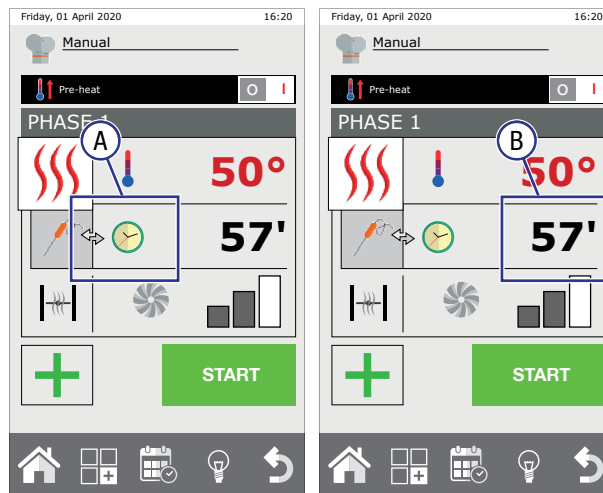 Friday, 01 April 2020 16:20
Manual
Pre-heat O I
PHASE 1
A
50°
57'
START
Friday, 01 April 2020 16:20
Manual
Pre-heat O I
PHASE 1
B
50°
57'
START